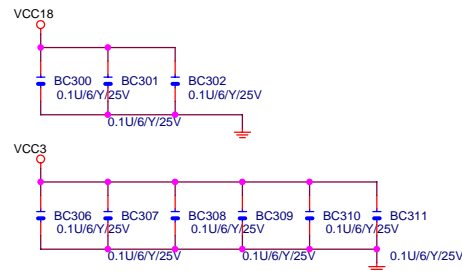 VCC18
BC300 BC301 BC302
0.1U/6/Y/25V 0.1U/6/Y/25V
0.1U/6/Y/25V
VCC3
BC306 BC307 BC308 BC309 BC310 BC311
0.1U/6/Y/25V 0.1U/6/Y/25V 0.1U/6/Y/25V
0.1U/6/Y/25V 0.1U/6/Y/25V 0.1U/6/Y/25V